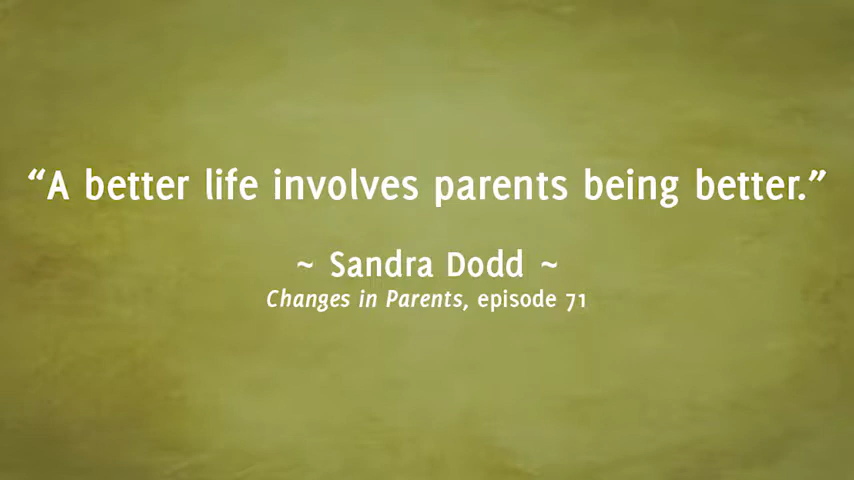 “A better life involves parents being better.”
~ Sandra Dodd ~
Changes in Parents, episode 71